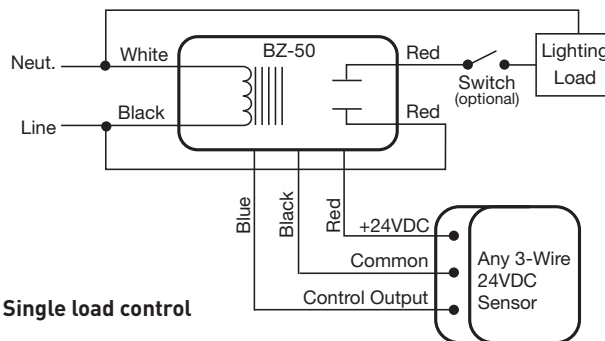 BZ-50
Neut.
White
Red
Lighting
Load
Switch
(optional)
Black
Red
Line
Blue
Black
Red
+24VDC
Common
Control Output
Any 3-Wire
24VDC
Sensor
Single load control